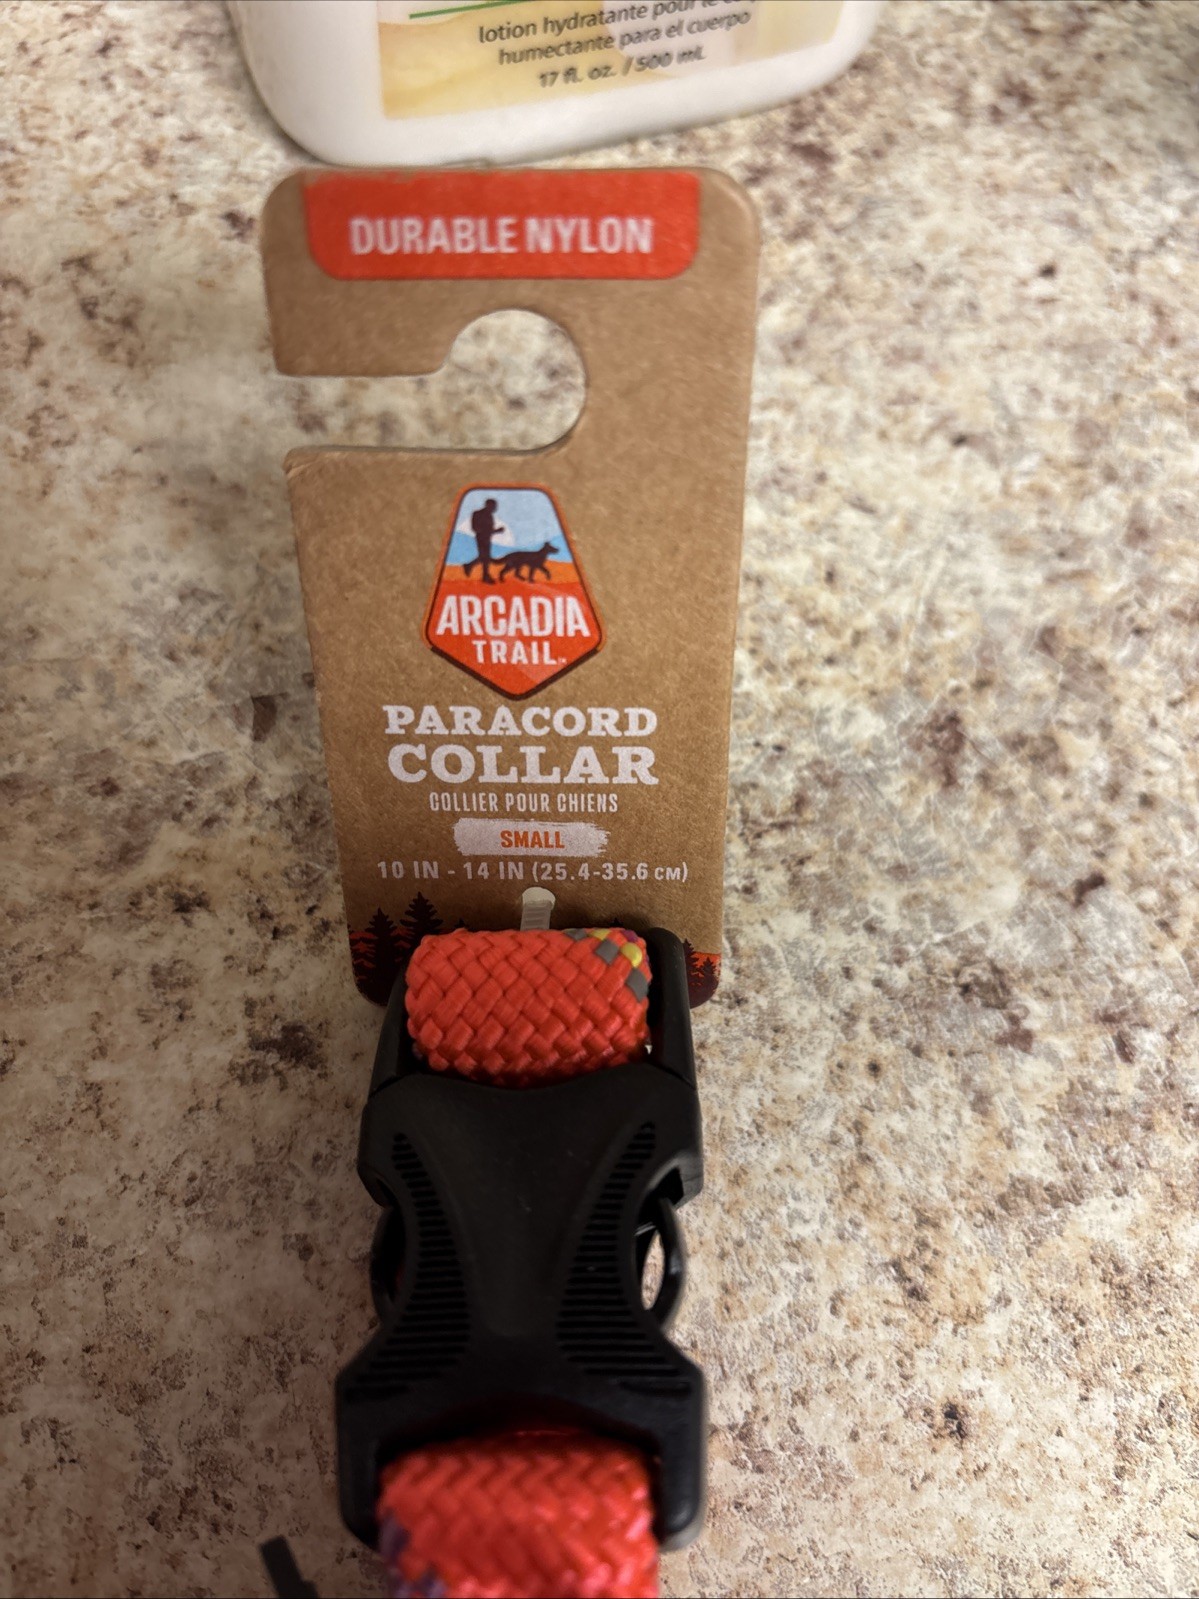 lotion hydratante pour le
humectante para el cuerpo
17 fl. oz. / 500 mL
DURABLE NYLON
ARCADIA
TRAIL™
PARACORD
COLLAR
COLLIER POUR CHIENS
SMALL
10 IN - 14 IN (25.4-35.6 CM)